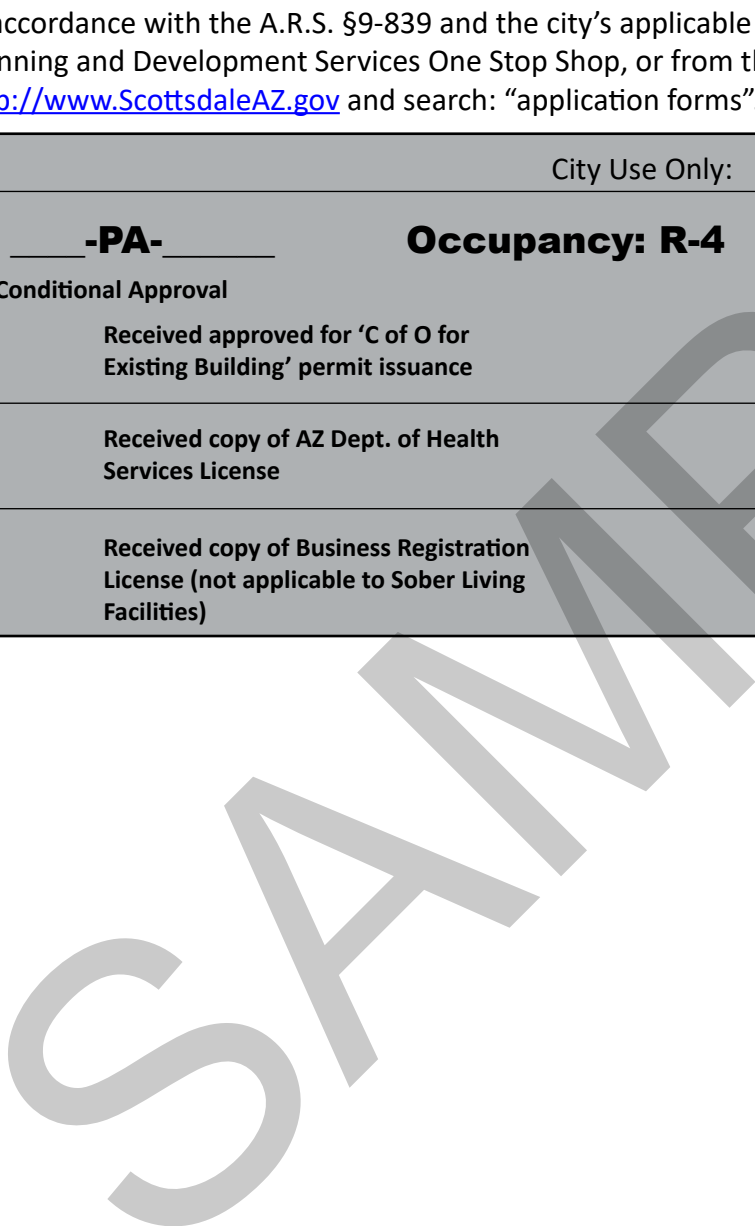 accordance with the A.R.S. §9-839 and the city’s applicable
nning and Development Services One Stop Shop, or from th
p://www.ScottsdaleAZ.gov and search: “application forms”.
City Use Only:
____-PA-______ Occupancy: R-4
Conditional Approval
Received approved for ‘C of O for
Existing Building’ permit issuance
Received copy of AZ Dept. of Health
Services License
Received copy of Business Registration
License (not applicable to Sober Living
Facilities)
SAMP